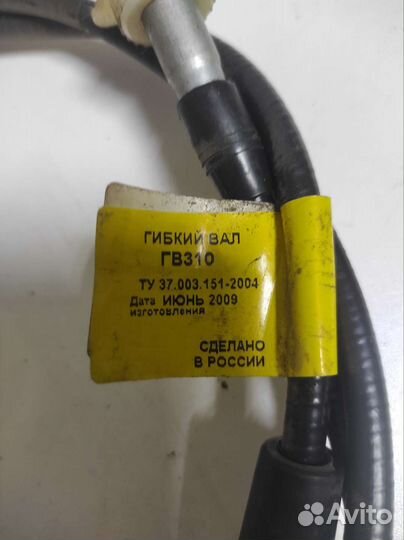 ГИБКИЙ ВАЛ
ГВ310
ТУ 37.003.151-2004
Дата ИЮНЬ 2009
изготовления
СДЕЛАНО
В РОССИИ
Avito